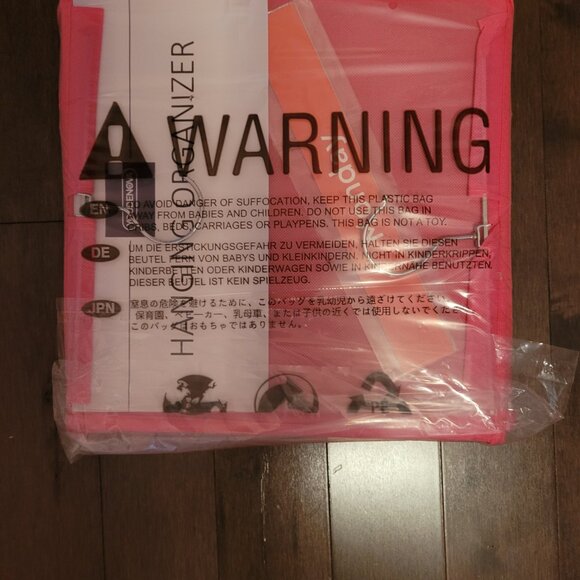 WARNING
HANGING ORGANIZER
EN
TO AVOID DANGER OF SUFFOCATION, KEEP THIS PLASTIC BAG
AWAY FROM BABIES AND CHILDREN. DO NOT USE THIS BAG IN
CRIBS, BEDS, CARRIAGES OR PLAYPENS. THIS BAG IS NOT A TOY.
DE
UM DIE ERSTICKUNGSGEFAHR ZU VERMEIDEN, HALTEN SIE DIESEN
BEUTEL FERN VON BABYS UND KLEINKINDERN. NICHT IN KINDERKRIPPEN,
KINDERBETTEN ODER KINDERWAGEN SOWIE IN KINDERNÄHE BENUTZTEN.
DIESER BEUTEL IST KEIN SPIELZEUG.
JPN
窒息の危険を避けるために、このバッグを乳幼児から遠ざけてください。
保育園、ベーカー、乳母車、または子供の近くでは使用しないでくだ
このバッグはおもちゃではありません。
PE